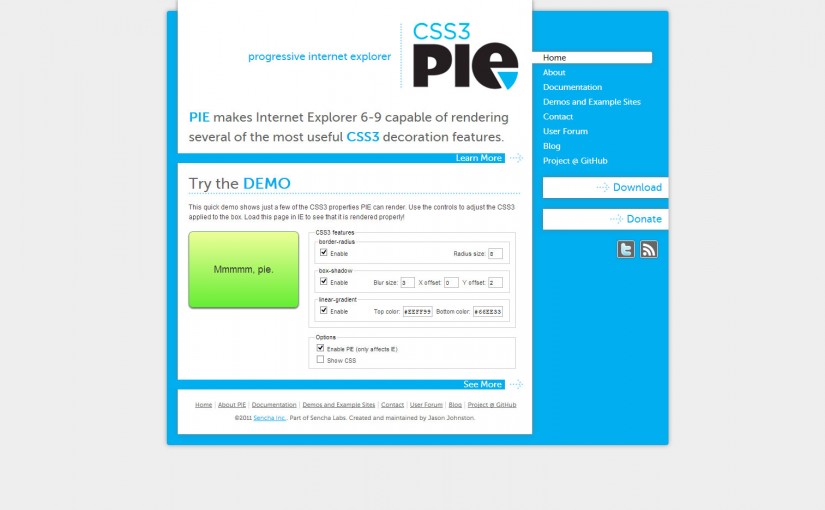 CSS3
progressive internet explorer
PIE
PIE makes Internet Explorer 6-9 capable of rendering
several of the most useful CSS3 decoration features.
Learn More
Home
About
Documentation
Demos and Example Sites
Contact
User Forum
Blog
Project @ GitHub
Download
Donate
Try the DEMO
This quick demo shows just a few of the CSS3 properties PIE can render. Use the controls to adjust the CSS3
applied to the box. Load this page in IE to see that it is rendered properly!
Mmmmm, pie.
CSS3 features
border-radius
Enable Radius size: 8
box-shadow
Enable Blur size: 3 X offset: 0 Y offset: 2
linear-gradient
Enable Top color: #EEFF99 Bottom color: #66EE33
Options
Enable PIE (only affects IE)
Show CSS
See More
Home | About PIE | Documentation | Demos and Example Sites | Contact | User Forum | Blog | Project @ GitHub
©2011 Sencha Inc.. Part of Sencha Labs. Created and maintained by Jason Johnston.